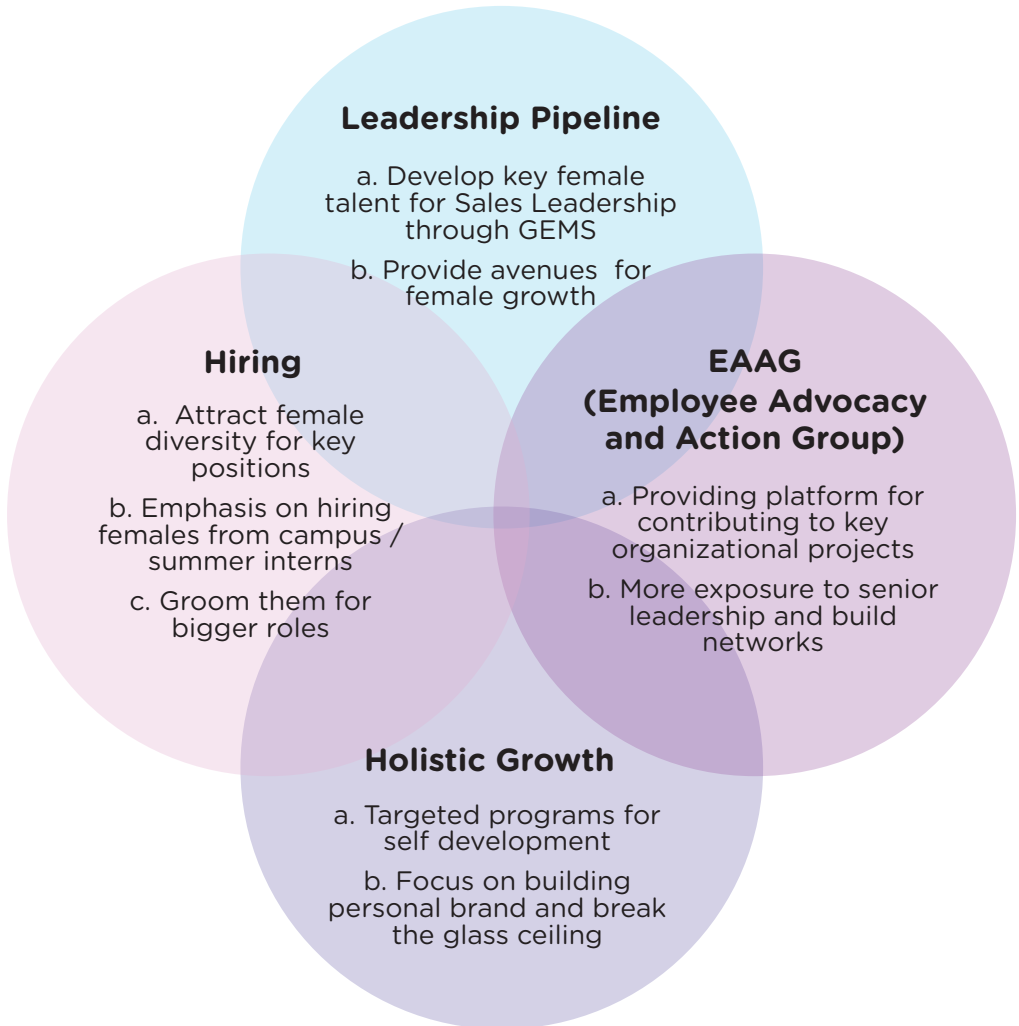 Leadership Pipeline
a. Develop key female
talent for Sales Leadership
through GEMS
b. Provide avenues for
female growth
Hiring
a. Attract female
diversity for key
positions
b. Emphasis on hiring
females from campus /
summer interns
c. Groom them for
bigger roles
EAAG
(Employee Advocacy
and Action Group)
a. Providing platform for
contributing to key
organizational projects
b. More exposure to senior
leadership and build
networks
Holistic Growth
a. Targeted programs for
self development
b. Focus on building
personal brand and break
the glass ceiling